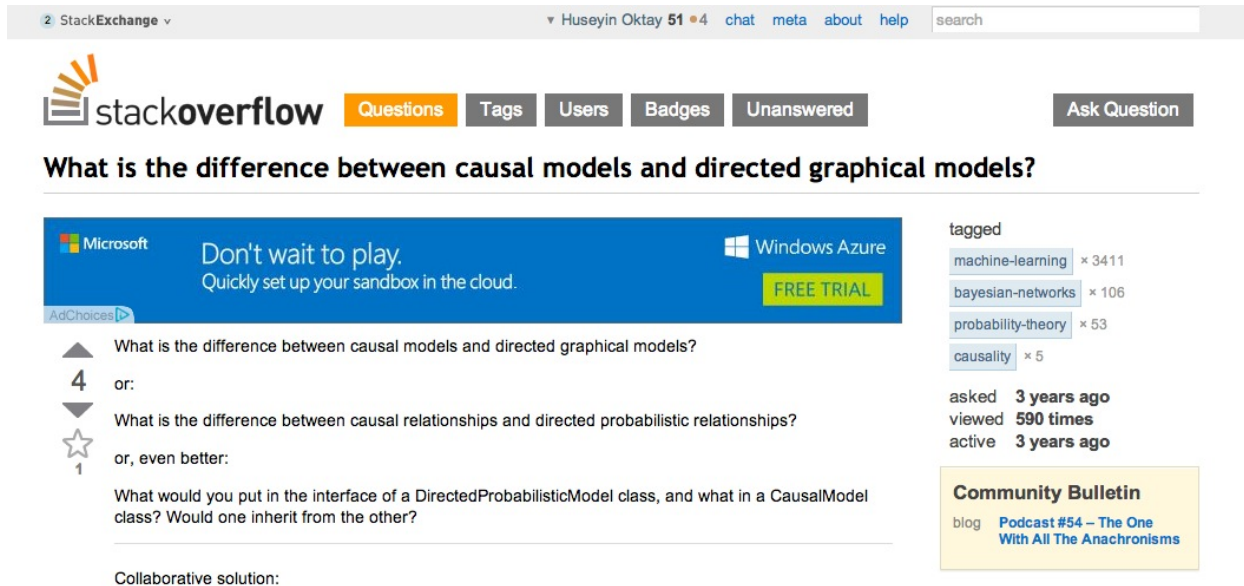 2 StackExchange
Huseyin Oktay 51 4 chat meta about help search
stackoverflow Questions Tags Users Badges Unanswered Ask Question
What is the difference between causal models and directed graphical models?
Microsoft
Don't wait to play.
Quickly set up your sandbox in the cloud.
Windows Azure
FREE TRIAL
AdChoices
4
1
What is the difference between causal models and directed graphical models?
or:
What is the difference between causal relationships and directed probabilistic relationships?
or, even better:
What would you put in the interface of a DirectedProbabilisticModel class, and what in a CausalModel
class? Would one inherit from the other?
Collaborative solution:
tagged
machine-learning × 3411
bayesian-networks × 106
probability-theory × 53
causality × 5
asked 3 years ago
viewed 590 times
active 3 years ago
Community Bulletin
blog Podcast #54 – The One
With All The Anachronisms